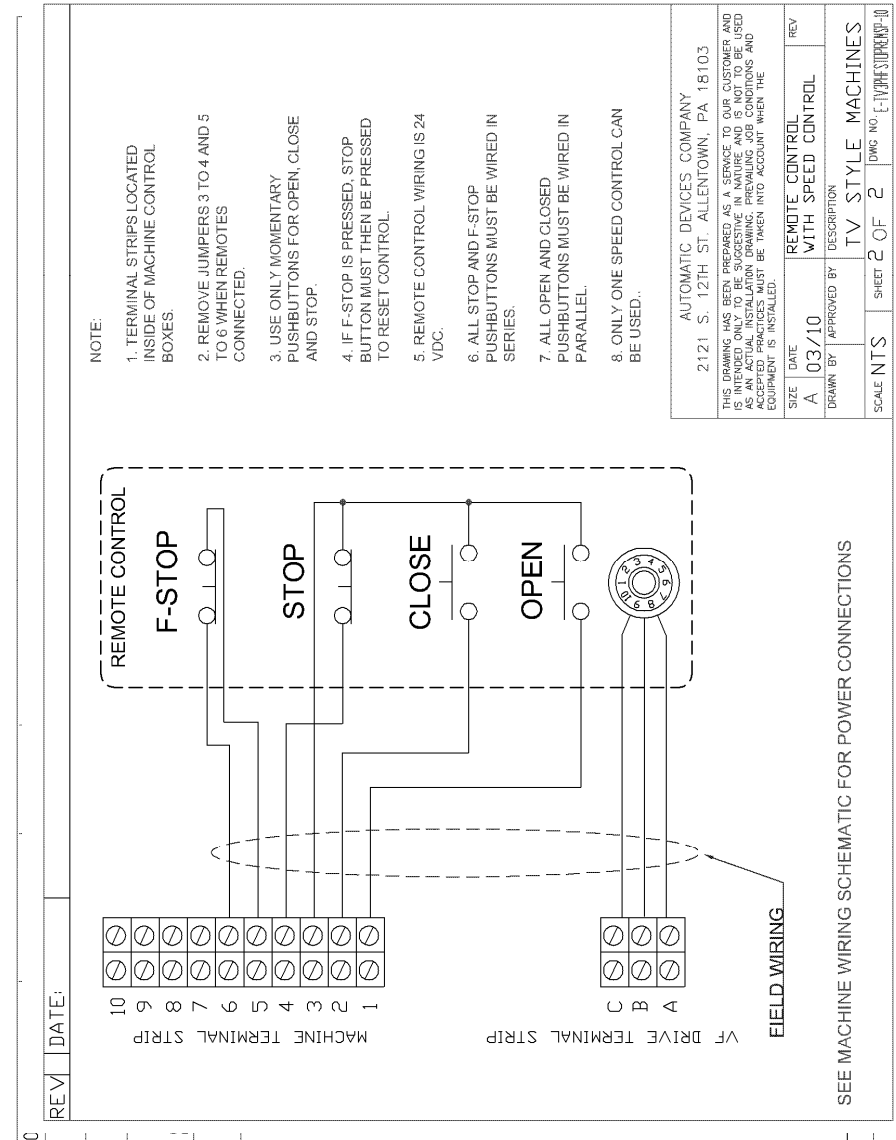 REV
DATE:
REMOTE CONTROL
F-STOP
STOP
CLOSE
OPEN
1
2
3
4
5
6
7
8
9
10
10
9
8
7
6
5
4
3
2
1
MACHINE TERMINAL STRIP
C
B
A
VF DRIVE TERMINAL STRIP
FIELD WIRING
SEE MACHINE WIRING SCHEMATIC FOR POWER CONNECTIONS
NOTE:
1. TERMINAL STRIPS LOCATED
INSIDE OF MACHINE CONTROL
BOXES.
2. REMOVE JUMPERS 3 TO 4 AND 5
TO 6 WHEN REMOTES
CONNECTED.
3. USE ONLY MOMENTARY
PUSHBUTTONS FOR OPEN, CLOSE
AND STOP.
4. IF F-STOP IS PRESSED, STOP
BUTTON MUST THEN BE PRESSED
TO RESET CONTROL.
5. REMOTE CONTROL WIRING IS 24
VDC.
6. ALL STOP AND F-STOP
PUSHBUTTONS MUST BE WIRED IN
SERIES.
7. ALL OPEN AND CLOSED
PUSHBUTTONS MUST BE WIRED IN
PARALLEL.
8. ONLY ONE SPEED CONTROL CAN
BE USED..
AUTOMATIC DEVICES COMPANY
2121 S. 12TH ST. ALLENTOWN, PA 18103
THIS DRAWING HAS BEEN PREPARED AS A SERVICE TO OUR CUSTOMER AND
IS INTENDED ONLY TO BE SUGGESTIVE IN NATURE AND IS NOT TO BE USED
AS AN ACTUAL INSTALLATION DRAWING. PREVAILING JOB CONDITIONS AND
ACCEPTED PRACTICES MUST BE TAKEN INTO ACCOUNT WHEN THE
EQUIPMENT IS INSTALLED.
SIZE
A
DATE
03/10
REMOTE CONTROL
WITH SPEED CONTROL
REV
DRAWN BY
APPROVED BY
DESCRIPTION
TV STYLE MACHINES
SCALE NTS
SHEET 2 OF 2
DWG NO.